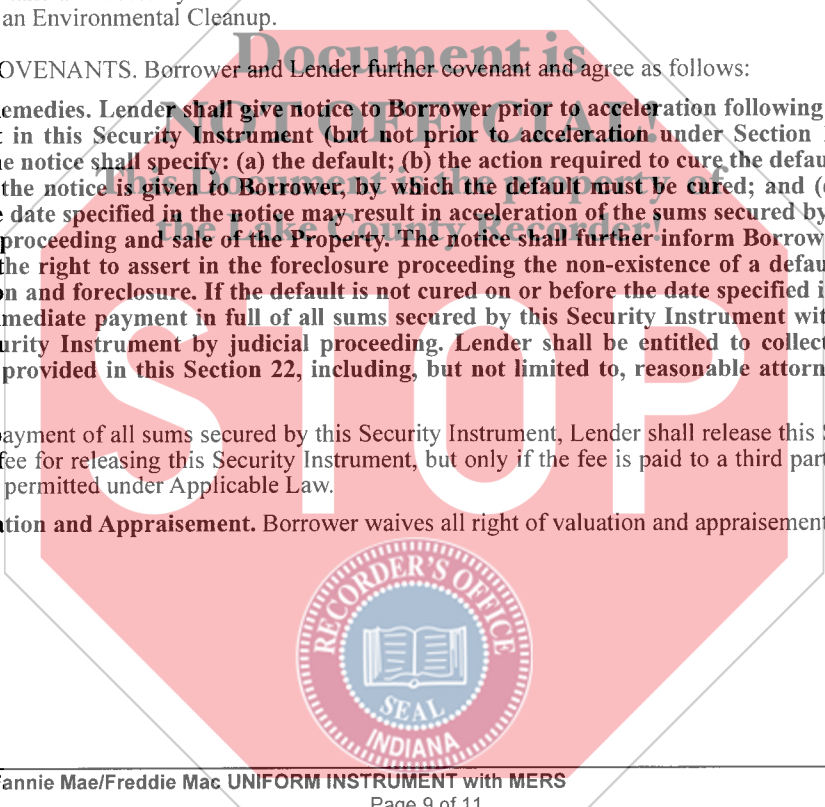 an Environmental Cleanup.
OVENANTS. Borrower and Lender further covenant and agree as follows:
emedies. Lender shall give notice to Borrower prior to acceleration following
t in this Security Instrument (but not prior to acceleration under Section
e notice shall specify: (a) the default; (b) the action required to cure the defau
the notice is given to Borrower, by which the default must be cured; and (
e date specified in the notice may result in acceleration of the sums secured by
proceeding and sale of the Property. The notice shall further inform Borrow
the right to assert in the foreclosure proceeding the non-existence of a defau
on and foreclosure. If the default is not cured on or before the date specified i
mmediate payment in full of all sums secured by this Security Instrument wit
urity Instrument by judicial proceeding. Lender shall be entitled to collect
provided in this Section 22, including, but not limited to, reasonable attorn
ayment of all sums secured by this Security Instrument, Lender shall release this S
fee for releasing this Security Instrument, but only if the fee is paid to a third part
permitted under Applicable Law.
ation and Appraisement. Borrower waives all right of valuation and appraisement
Fannie Mae/Freddie Mac UNIFORM INSTRUMENT with MERS
Page 9 of 11
Document is
NOT OFFICIAL!
This Document is the property of
the Lake County Recorder!
STOP
RECORDER'S OFFICE
SEAL
INDIANA